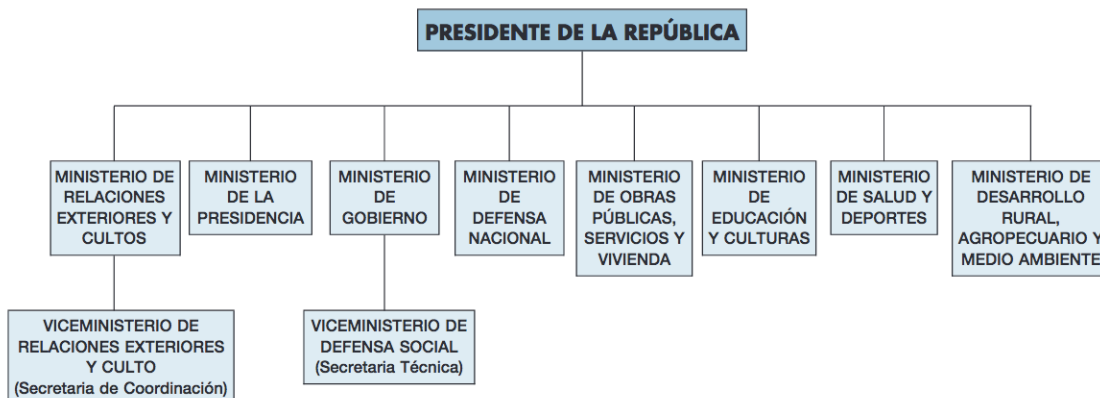 PRESIDENTE DE LA REPÚBLICA
MINISTERIO DE
RELACIONES
EXTERIORES Y
CULTOS
MINISTERIO
DE LA
PRESIDENCIA
MINISTERIO
DE
GOBIERNO
MINISTERIO
DE
DEFENSA
NACIONAL
MINISTERIO
DE OBRAS
PÚBLICAS,
SERVICIOS Y
VIVIENDA
MINISTERIO
DE
EDUCACIÓN
Y CULTURAS
MINISTERIO
DE SALUD Y
DEPORTES
MINISTERIO DE
DESARROLLO
RURAL,
AGROPECUARIO Y
MEDIO AMBIENTE
VICEMINISTERIO DE
RELACIONES EXTERIORES
Y CULTO
(Secretaria de Coordinación)
VICEMINISTERIO DE
DEFENSA SOCIAL
(Secretaria Técnica)